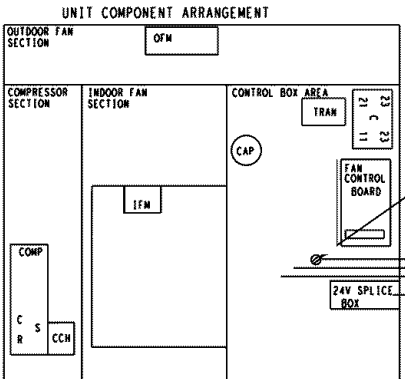 UNIT COMPONENT ARRANGEMENT
OUTDOOR FAN
SECTION
OFM
COMPRESSOR
SECTION
INDOOR FAN
SECTION
CONTROL BOX AREA
TRAN
21
23
C
11
23
CAP
FAN
CONTROL
BOARD
IFM
COMP
C
S
R
CCH
24V SPLICE
BOX